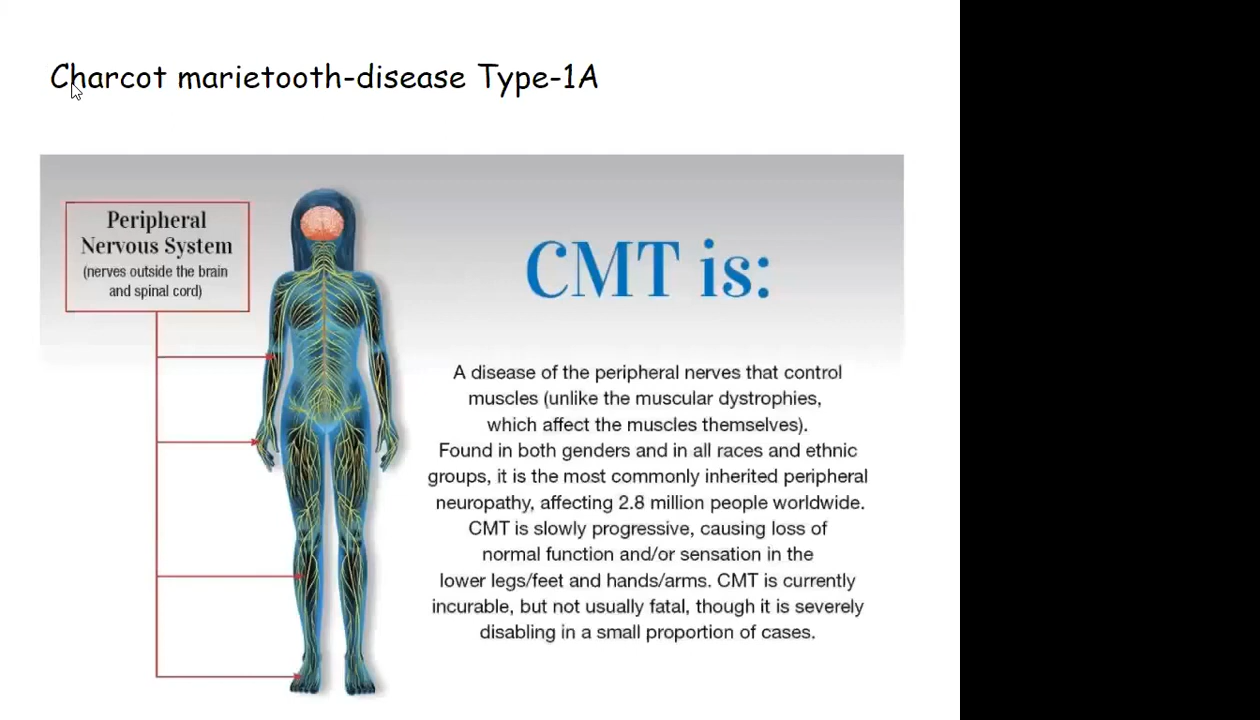 Charcot marietooth-disease Type-1A
Peripheral
Nervous System
(nerves outside the brain
and spinal cord)
CMT is:
A disease of the peripheral nerves that control
muscles (unlike the muscular dystrophies,
which affect the muscles themselves).
Found in both genders and in all races and ethnic
groups, it is the most commonly inherited peripheral
neuropathy, affecting 2.8 million people worldwide.
CMT is slowly progressive, causing loss of
normal function and/or sensation in the
lower legs/feet and hands/arms. CMT is currently
incurable, but not usually fatal, though it is severely
disabling in a small proportion of cases.